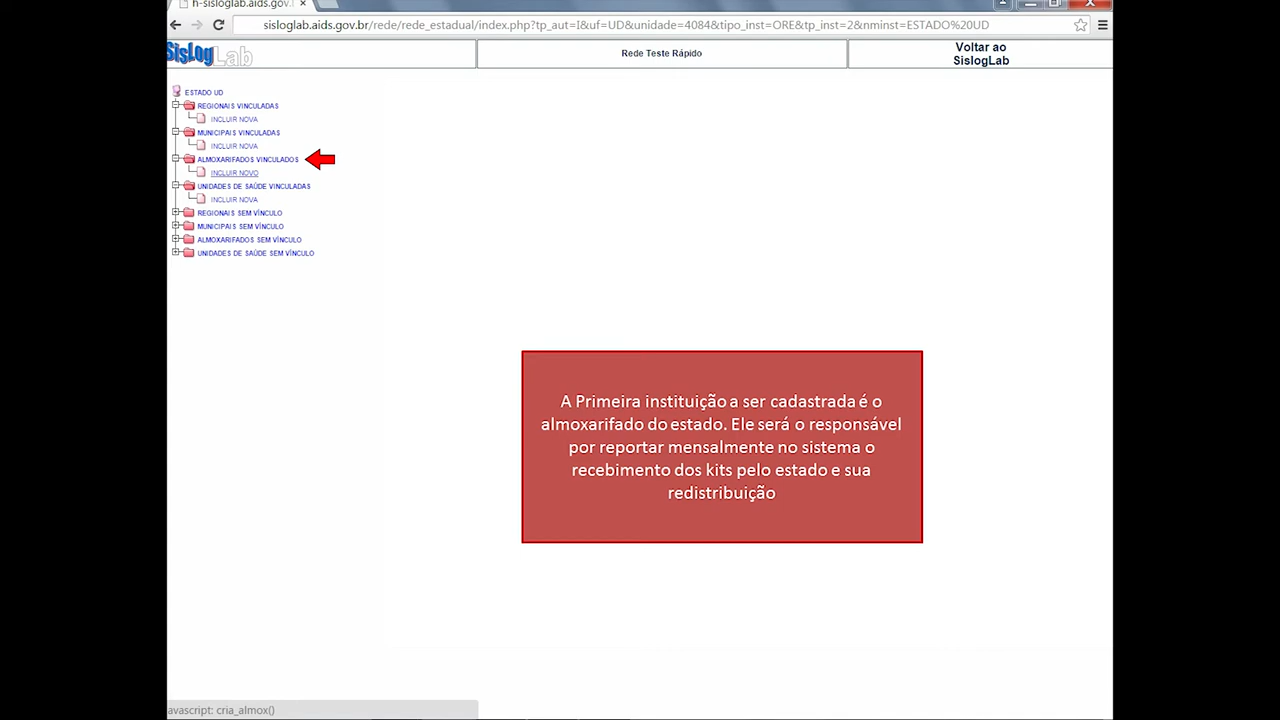 h-sisloglab.aids.gov.l
sisloglab.aids.gov.br/rede/rede_estadual/index.php?tp_aut=I&uf=UD&unidade=4084&tipo_inst=ORE&tp_inst=2&nminst=ESTADO%20UD
SisLogLab
Rede Teste Rápido
Voltar ao
SislogLab
ESTADO UD
REGIONAIS VINCULADAS
INCLUIR NOVA
MUNICIPAIS VINCULADAS
INCLUIR NOVA
ALMOXARIFADOS VINCULADOS
INCLUIR NOVO
UNIDADES DE SAÚDE VINCULADAS
INCLUIR NOVA
REGIONAIS SEM VÍNCULO
MUNICIPAIS SEM VÍNCULO
ALMOXARIFADOS SEM VÍNCULO
UNIDADES DE SAÚDE SEM VÍNCULO
A Primeira instituição a ser cadastrada é o
almoxarifado do estado. Ele será o responsável
por reportar mensalmente no sistema o
recebimento dos kits pelo estado e sua
redistribuição
avascript: cria_almox()